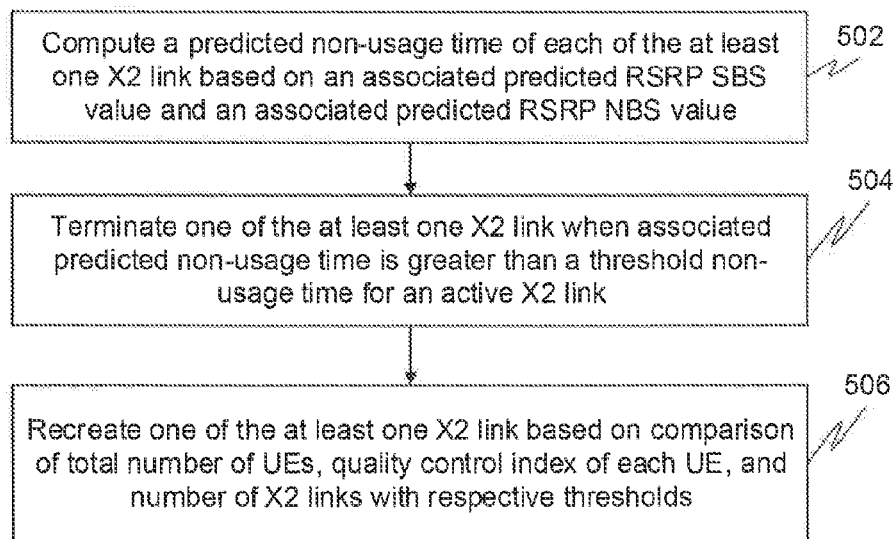 Compute a predicted non-usage time of each of the at least
one X2 link based on an associated predicted RSRP SBS
value and an associated predicted RSRP NBS value
502
Terminate one of the at least one X2 link when associated
predicted non-usage time is greater than a threshold non-
usage time for an active X2 link
504
Recreate one of the at least one X2 link based on comparison
of total number of UEs, quality control index of each UE, and
number of X2 links with respective thresholds
506